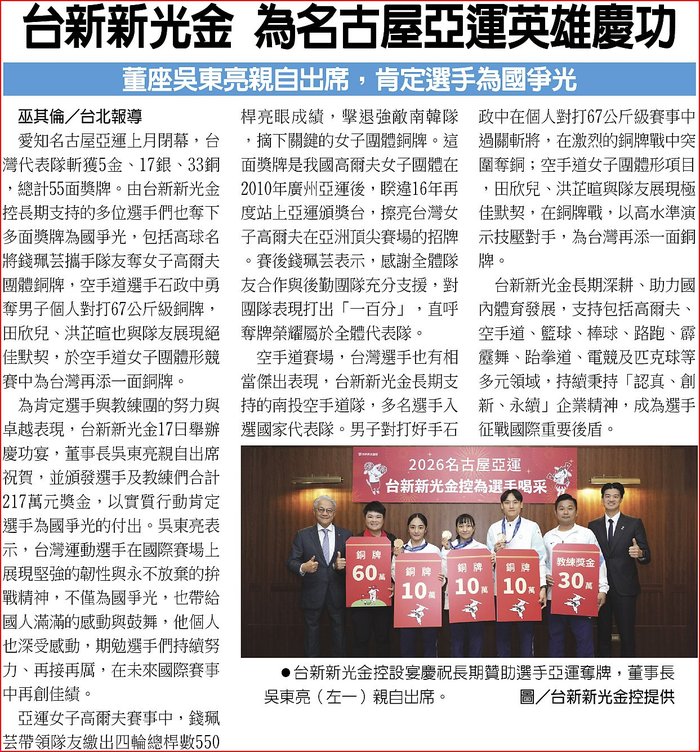 台新新光金 為名古屋亞運英雄慶功
董座吳東亮親自出席，肯定選手為國爭光
巫其倫／台北報導
愛知名古屋亞運上月閉幕，台
灣代表隊斬獲5金、17銀、33銅
，總計55面獎牌。由台新新光金
控長期支持的多位選手們也奪下
多面獎牌為國爭光，包括高球名
將錢珮芸攜手隊友奪女子高爾夫
團體銅牌，空手道選手石政中勇
奪男子個人對打67公斤級銅牌，
田欣兒、洪芷暄也與隊友展現絕
佳默契，於空手道女子團體形競
賽中為台灣再添一面銅牌。
為肯定選手與教練團的努力與
卓越表現，台新新光金17日舉辦
慶功宴，董事長吳東亮親自出席
祝賀，並頒發選手及教練們合計
217萬元獎金，以實質行動肯定
選手為國爭光的付出。吳東亮表
示，台灣運動選手在國際賽場上
展現堅強的韌性與永不放棄的拚
戰精神，不僅為國爭光，也帶給
國人滿滿的感動與鼓舞，他個人
也深受感動，期勉選手們持續努
力、再接再厲，在未來國際賽事
中再創佳績。
亞運女子高爾夫賽事中，錢珮
芸帶領隊友繳出四輪總桿數550
桿亮眼成績，擊退強敵南韓隊
，摘下關鍵的女子團體銅牌。這
面獎牌是我國高爾夫女子團體在
2010年廣州亞運後，睽違16年再
度站上亞運頒獎台，擦亮台灣女
子高爾夫在亞洲頂尖賽場的招牌
。賽後錢珮芸表示，感謝全體隊
友合作與後勤團隊充分支援，對
團隊表現打出「一百分」，直呼
奪牌榮耀屬於全體代表隊。
空手道賽場，台灣選手也有相
當傑出表現，台新新光金長期支
持的南投空手道隊，多名選手入
選國家代表隊。男子對打好手石
政中在個人對打67公斤級賽事中
過關斬將，在激烈的銅牌戰中突
圍奪銅；空手道女子團體形項目
，田欣兒、洪芷暄與隊友展現極
佳默契，在銅牌戰，以高水準演
示技壓對手，為台灣再添一面銅
牌。
台新新光金長期深耕、助力國
內體育發展，支持包括高爾夫、
空手道、籃球、棒球、路跑、霹
靂舞、跆拳道、電競及匹克球等
多元領域，持續秉持「認真、創
新、永續」企業精神，成為選手
征戰國際重要後盾。
2026名古屋亞運
台新新光金控為選手喝采
銅牌
60萬
銅牌
10萬
銅牌
10萬
銅牌
10萬
教練獎金
30萬
●台新新光金控設宴慶祝長期贊助選手亞運奪牌，董事長
吳東亮（左一）親自出席。 圖／台新新光金控提供